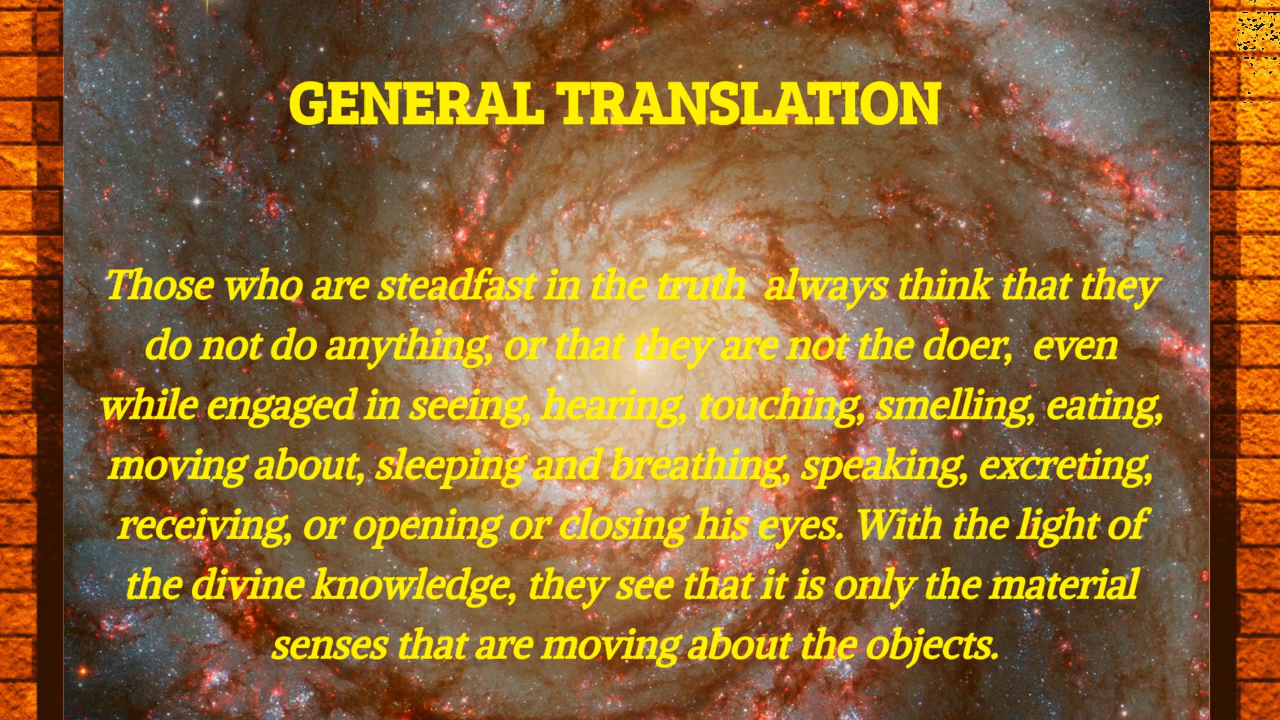 GENERAL TRANSLATION
Those who are steadfast in the truth always think that they
do not do anything, or that they are not the doer, even
while engaged in seeing, hearing, touching, smelling, eating,
moving about, sleeping and breathing, speaking, excreting,
receiving, or opening or closing his eyes. With the light of
the divine knowledge, they see that it is only the material
senses that are moving about the objects.